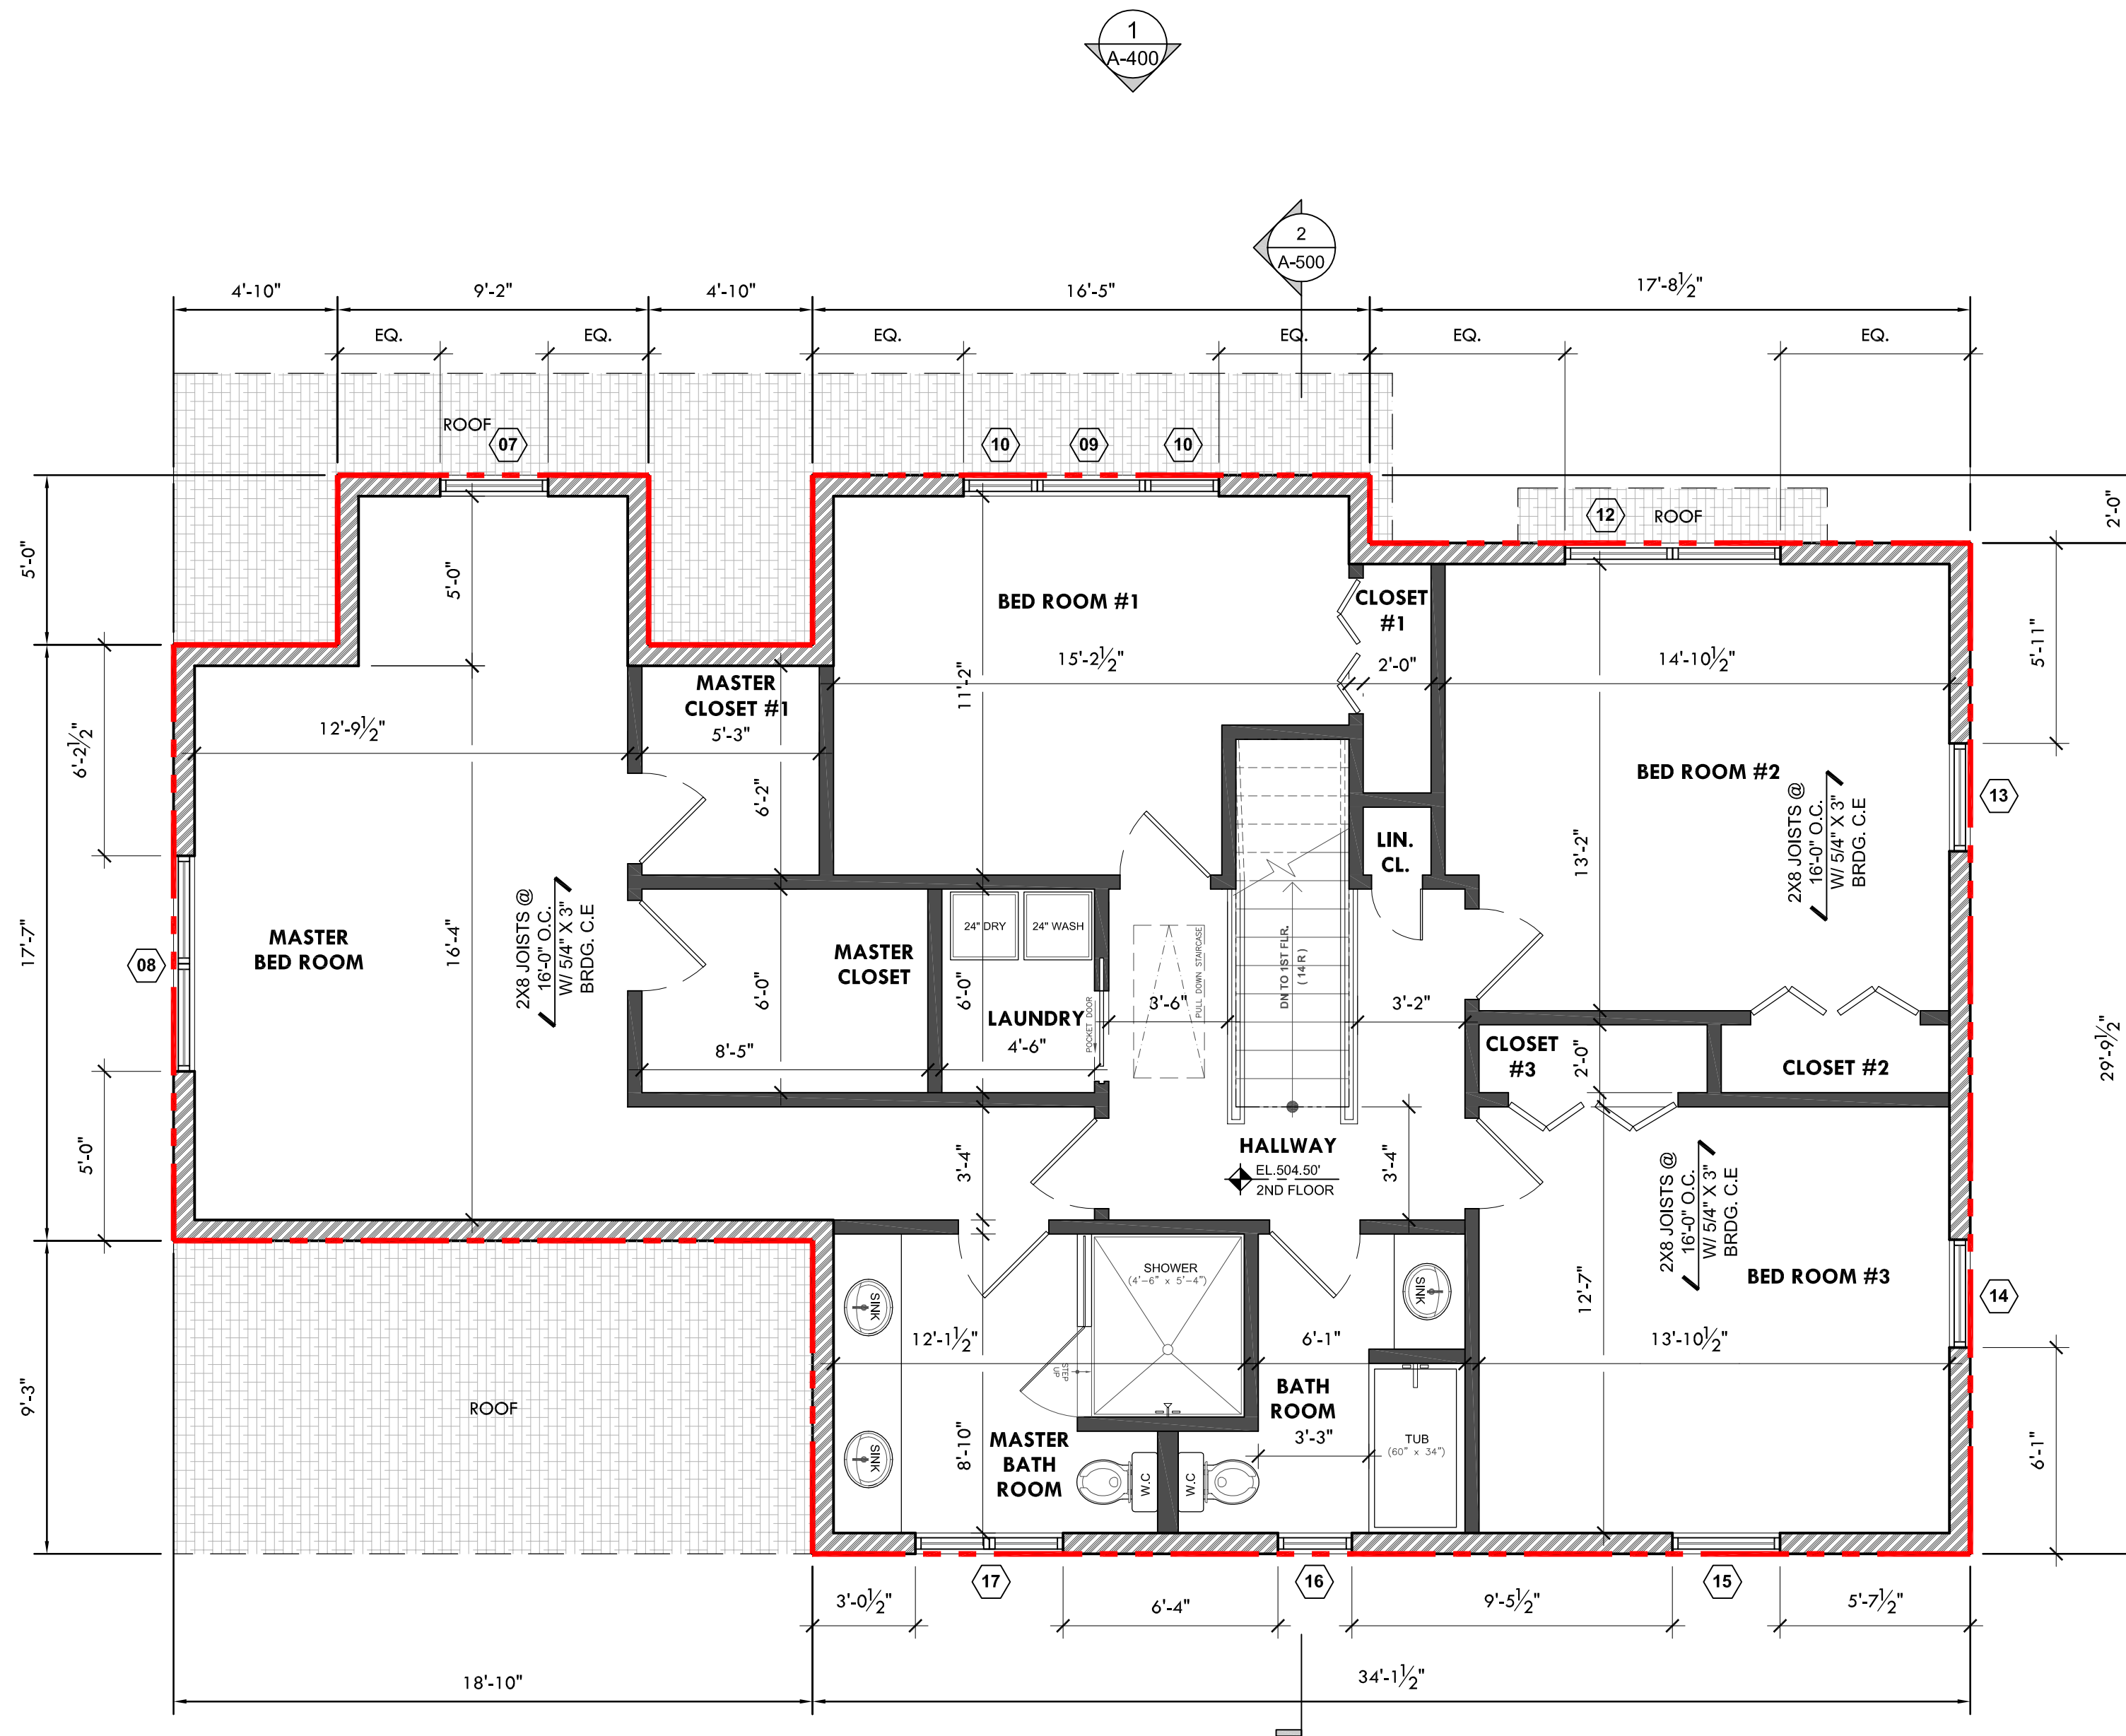 1
A-400
2
A-500
4'-10"
9'-2"
4'-10"
16'-5"
17'-8½"
EQ.
EQ.
EQ.
EQ.
EQ.
EQ.
ROOF
07
10
09
10
12
ROOF
2'-0"
5'-0"
5'-0"
BED ROOM #1
CLOSET
#1
15'-2½"
2'-0"
14'-10½"
5'-11"
11'-2"
MASTER
CLOSET #1
5'-3"
12'-9½"
6'-2½"
6'-2"
BED ROOM #2
2X8 JOISTS @
16'-0" O.C.
W/ 5/4" X 3"
BRDG. C.E
13
LIN.
CL.
13'-2"
17'-7"
08
MASTER
BED ROOM
16'-4"
2X8 JOISTS @
16'-0" O.C.
W/ 5/4" X 3"
BRDG. C.E
MASTER
CLOSET
24" DRY
24" WASH
6'-0"
8'-5"
6'-0"
LAUNDRY
4'-6"
POCKET DOOR
3'-6"
PULL DOWN STAIRCASE
DN TO 1ST FLR.
(14 R)
3'-2"
CLOSET
#3
2'-0"
CLOSET #2
29'-9½"
5'-0"
3'-4"
HALLWAY
EL.504.50'
2ND FLOOR
3'-4"
2X8 JOISTS @
16'-0" O.C.
W/ 5/4" X 3"
BRDG. C.E
BED ROOM #3
14
SINK
SHOWER
(4'-6" x 5'-4")
SINK
12'-1½"
6'-1"
12'-7"
13'-10½"
STEP
UP
9'-3"
ROOF
SINK
8'-10"
MASTER
BATH
ROOM
W.C
W.C
BATH
ROOM
3'-3"
TUB
(60" x 34")
6'-1"
17
16
15
3'-0½"
6'-4"
9'-5½"
5'-7½"
18'-10"
34'-1½"